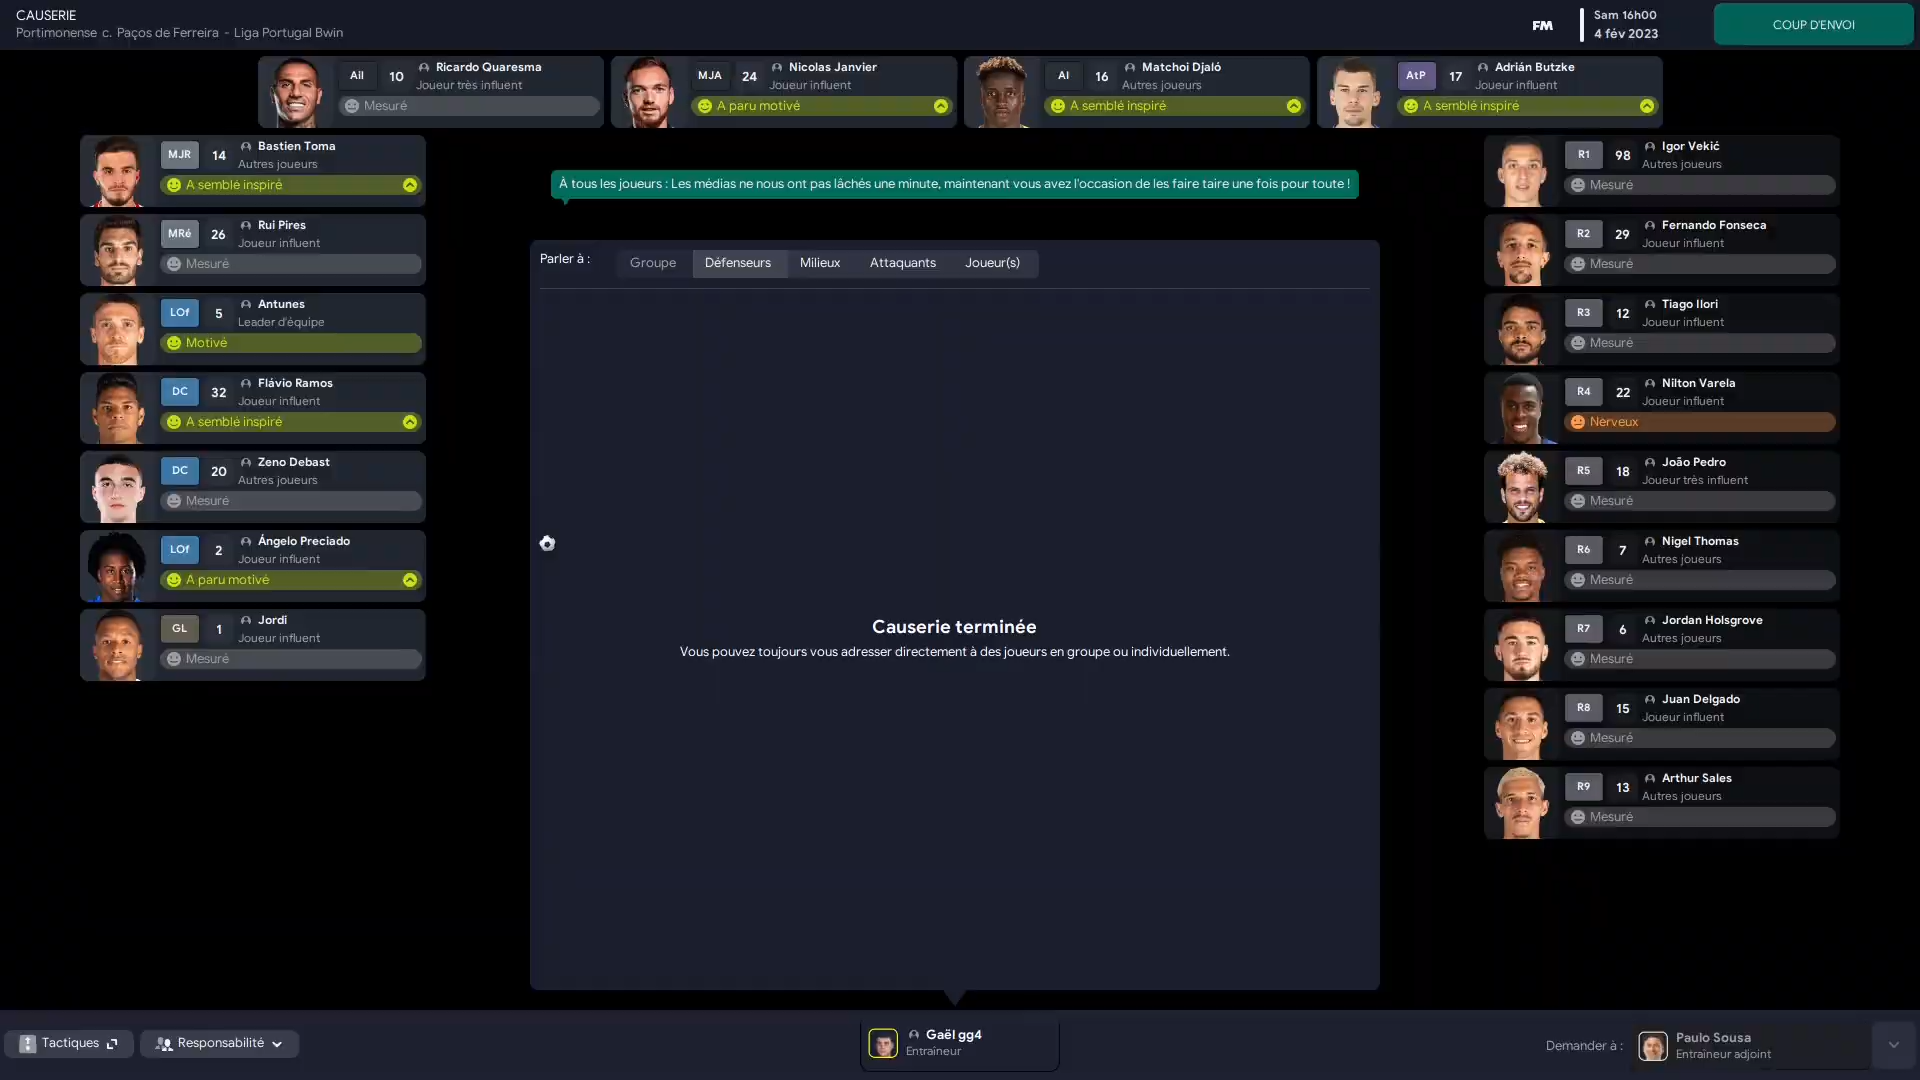 CAUSERIE
Portimonense c. Paços de Ferreira - Liga Portugal Bwin
FM
Sam 16h00
4 fév 2023
COUP D'ENVOI
Ail 10 Ricardo Quaresma
Joueur très influent
Mesuré
MJA 24 Nicolas Janvier
Joueur influent
A paru motivé
AI 16 Matchoi Djaló
Autres joueurs
A semblé inspiré
AtP 17 Adrián Butzke
Joueur influent
A semblé inspiré
MJR 14 Bastien Toma
Autres joueurs
A semblé inspiré
MRé 26 Rui Pires
Joueur influent
Mesuré
LOf 5 Antunes
Leader d'équipe
Motivé
DC 32 Flávio Ramos
Joueur influent
A semblé inspiré
DC 20 Zeno Debast
Autres joueurs
Mesuré
LOf 2 Ángelo Preciado
Joueur influent
A paru motivé
GL 1 Jordi
Joueur influent
Mesuré
À tous les joueurs : Les médias ne nous ont pas lâchés une minute, maintenant vous avez l'occasion de les faire taire une fois pour toute !
Parler à : Groupe Défenseurs Milieux Attaquants Joueur(s)
Causerie terminée
Vous pouvez toujours vous adresser directement à des joueurs en groupe ou individuellement.
R1 98 Igor Vekić
Autres joueurs
Mesuré
R2 29 Fernando Fonseca
Joueur influent
Mesuré
R3 12 Tiago Ilori
Joueur influent
Mesuré
R4 22 Nilton Varela
Joueur influent
Nerveux
R5 18 João Pedro
Joueur très influent
Mesuré
R6 7 Nigel Thomas
Autres joueurs
Mesuré
R7 6 Jordan Holsgrove
Autres joueurs
Mesuré
R8 15 Juan Delgado
Joueur influent
Mesuré
R9 13 Arthur Sales
Autres joueurs
Mesuré
Tactiques
Responsabilité
Gaël gg4
Entraîneur
Demander à :
Paulo Sousa
Entraîneur adjoint